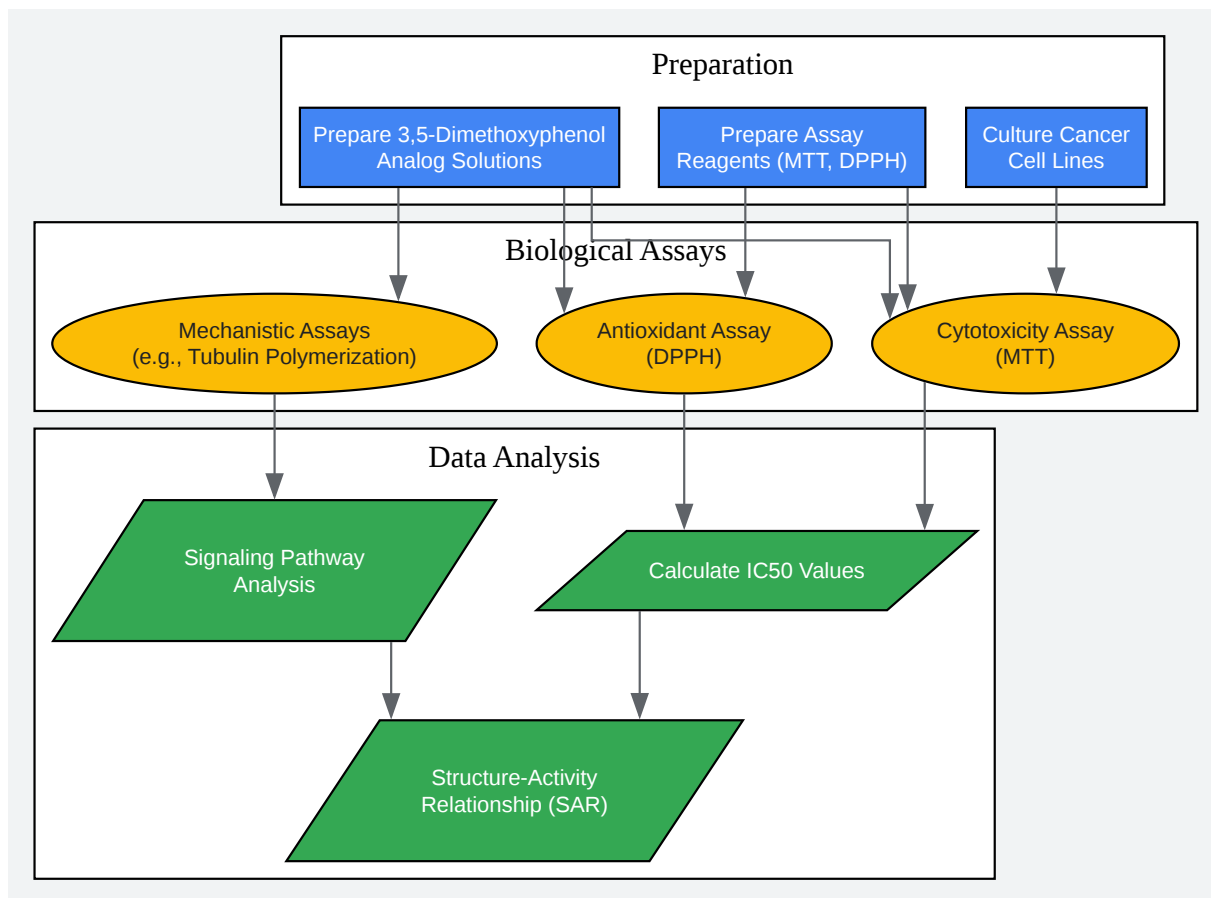 Preparation
Prepare 3,5-Dimethoxyphenol
Analog Solutions
Prepare Assay
Reagents (MTT, DPPH)
Culture Cancer
Cell Lines
Biological Assays
Mechanistic Assays
(e.g., Tubulin Polymerization)
Antioxidant Assay
(DPPH)
Cytotoxicity Assay
(MTT)
Data Analysis
Signaling Pathway
Analysis
Calculate IC50 Values
Structure-Activity
Relationship (SAR)